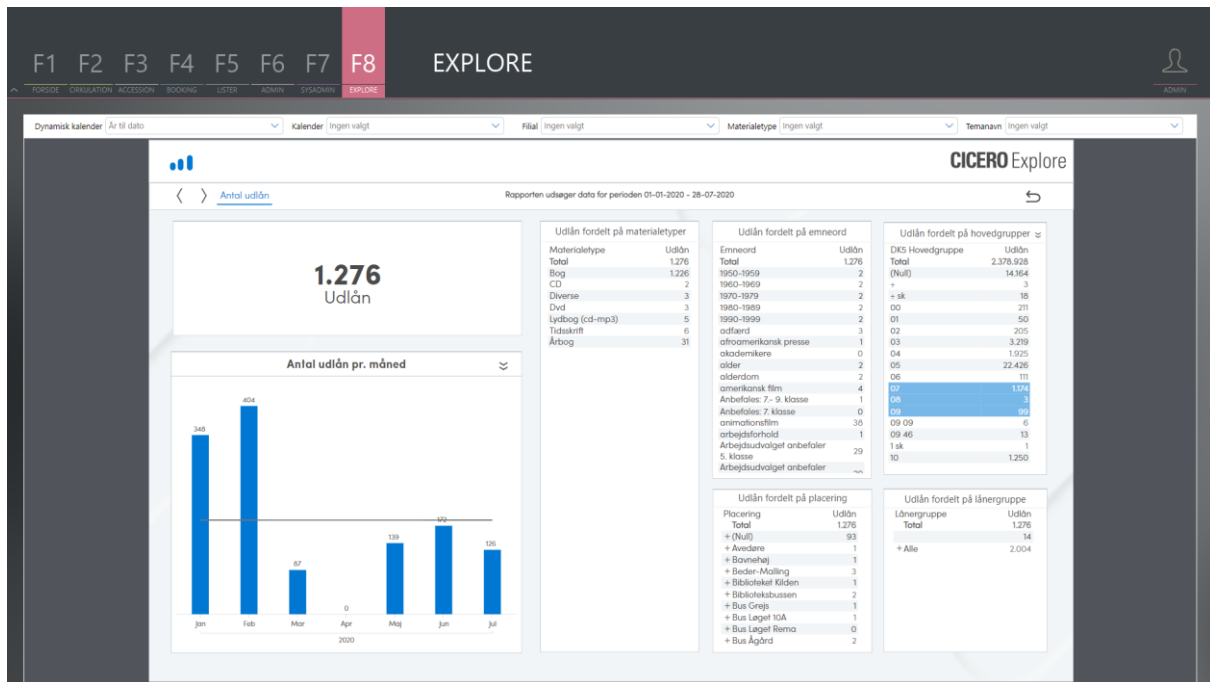 F1 F2 F3 F4 F5 F6 F7 F8 EXPLORE
FORSIDE CIRKULATION ACCESSION BOOKING LISTER ADMIN SYSADMIN EXPLORE ADMIN
Dynamisk kalender År til dato Kalender Ingen valgt Filial Ingen valgt Materialetype Ingen valgt Temanavn Ingen valgt
CICERO Explore
Antal udlån Rapporten udsøger data for perioden 01-01-2020 - 28-07-2020
1.276
Udlån
Antal udlån pr. måned
404
348
172
139
126
87
0
Jan Feb Mar Apr Maj Jun Jul
2020
Udlån fordelt på materialetyper
Materialetype Udlån
Total 1.276
Bog 1.226
CD 2
Diverse 3
Dvd 3
Lydbog (cd-mp3) 5
Tidsskrift 6
Årbog 31
Udlån fordelt på emneord
Emneord Udlån
Total 1.276
1950-1959 2
1960-1969 2
1970-1979 2
1980-1989 2
1990-1999 2
adfærd 3
afroamerikansk presse 1
akademikere 0
alder 2
alderdom 2
amerikansk film 4
Anbefales: 7.- 9. klasse 1
Anbefales: 7. klasse 0
animationsfilm 38
arbejdsforhold 1
Arbejdsudvalget anbefaler
5. klasse 29
Arbejdsudvalget anbefaler
Udlån fordelt på hovedgrupper
DK5 Hovedgruppe Udlån
Total 2.378.928
(Null) 14.164
÷ 3
÷ sk 18
00 211
01 50
02 205
03 3.219
04 1.925
05 22.426
06 111
07 1.174
08 3
09 99
09 09 6
09 46 13
1 sk 1
10 1.250
Udlån fordelt på placering
Placering Udlån
Total 1.276
+ (Null) 93
+ Avedøre 1
+ Bavnehøj 1
+ Beder-Malling 3
+ Biblioteket Kilden 1
+ Biblioteksbussen 2
+ Bus Grejs 1
+ Bus Løget 10A 1
+ Bus Løget Rema 0
+ Bus Ågård 2
Udlån fordelt på lånergruppe
Lånergruppe Udlån
Total 1.276
14
+ Alle 2.004